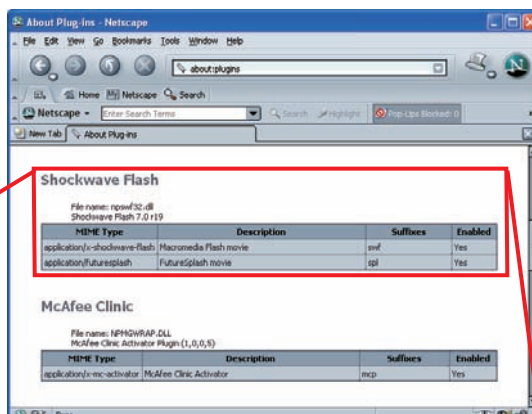 About Plug-ins - Netscape
File Edit View Go Bookmarks Tools Window Help
about:plugins
Home My Netscape Search
Netscape Enter Search Terms Search Highlight Pop-Ups Blocked: 0
New Tab About Plug-ins
Shockwave Flash
File name: npswf32.dll
Shockwave Flash 7.0 r19
MIME Type Description Suffixes Enabled
application/x-shockwave-flash Macromedia Flash movie swf Yes
application/futuresplash FutureSplash movie spl Yes
McAfee Clinic
File name: NPMGWRAP.DLL
McAfee Clinic Activator Plugin (1,0,0,5)
MIME Type Description Suffixes Enabled
application/x-mc-activator McAfee Clinic Activator mcp Yes